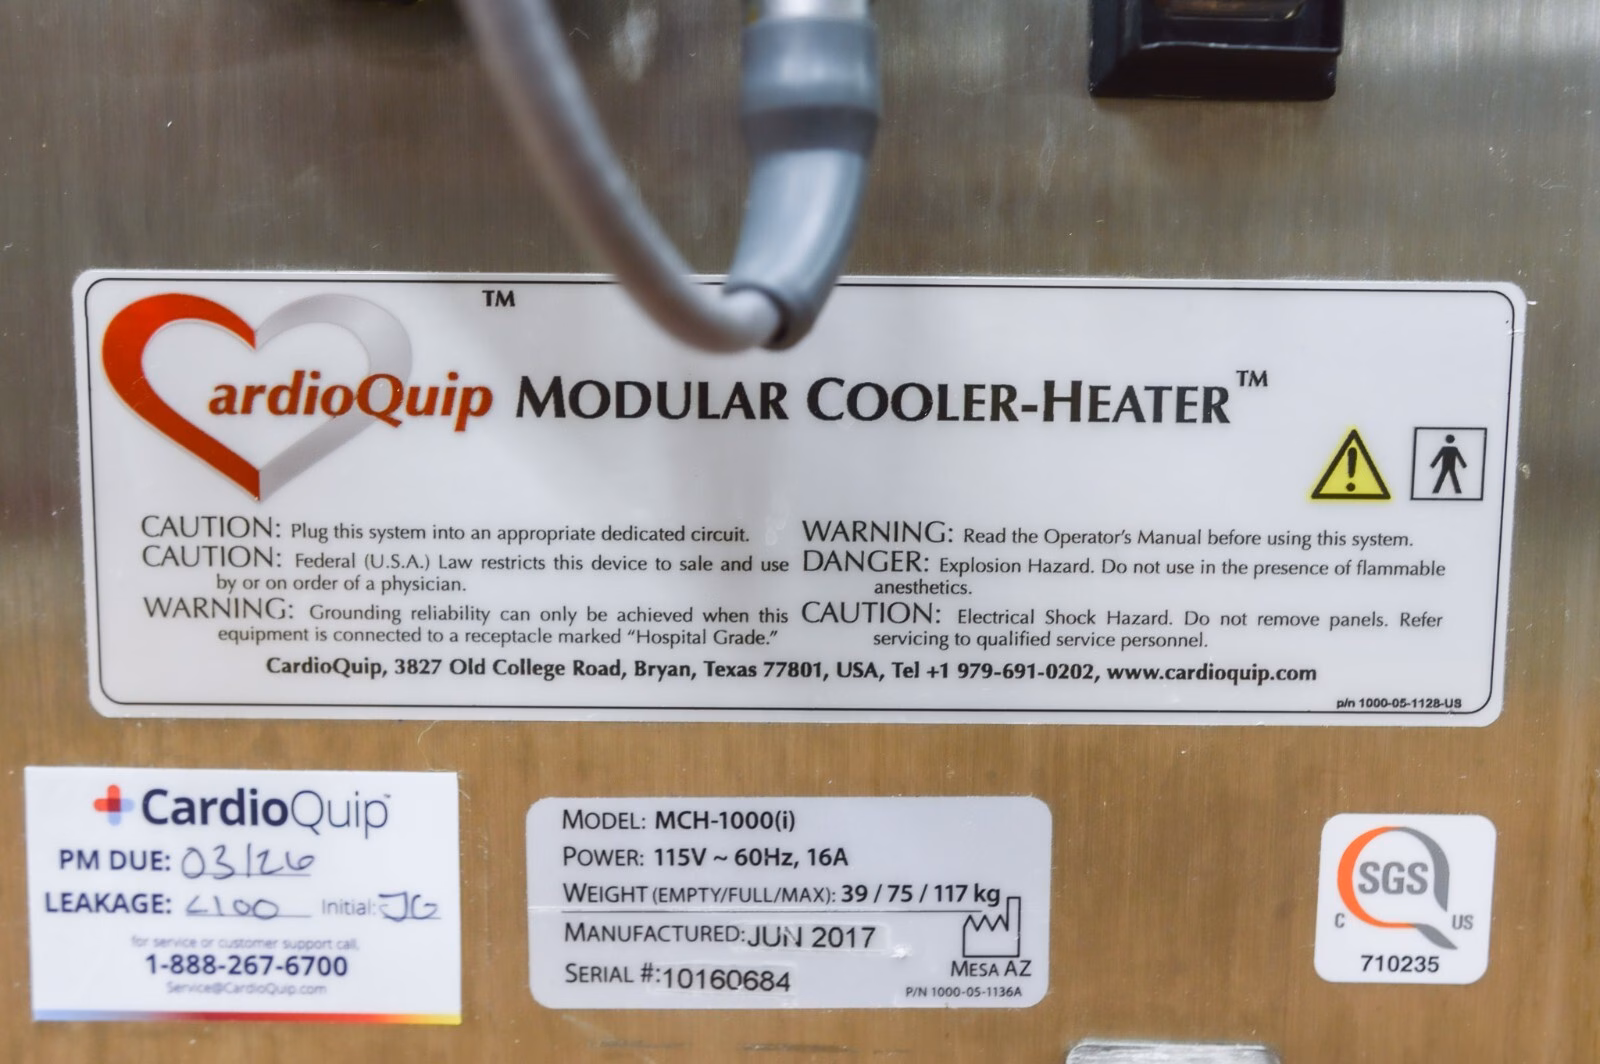 TM
ardioQuip MODULAR COOLER-HEATER™
CAUTION: Plug this system into an appropriate dedicated circuit.
CAUTION: Federal (U.S.A.) Law restricts this device to sale and use
by or on order of a physician.
WARNING: Grounding reliability can only be achieved when this
equipment is connected to a receptacle marked “Hospital Grade.”
WARNING: Read the Operator’s Manual before using this system.
DANGER: Explosion Hazard. Do not use in the presence of flammable
anesthetics.
CAUTION: Electrical Shock Hazard. Do not remove panels. Refer
servicing to qualified service personnel.
CardioQuip, 3827 Old College Road, Bryan, Texas 77801, USA, Tel +1 979-691-0202, www.cardioquip.com
p/n 1000-05-1128-US
CardioQuip™
PM DUE: 03/26
LEAKAGE: <100 Initial: JG
for service or customer support call,
1-888-267-6700
Service@CardioQuip.com
MODEL: MCH-1000(i)
POWER: 115V ~ 60Hz, 16A
WEIGHT (EMPTY/FULL/MAX): 39 / 75 / 117 kg
MANUFACTURED: JUN 2017
SERIAL #: 10160684
MESA AZ
P/N 1000-05-1136A
SGS
C US
710235